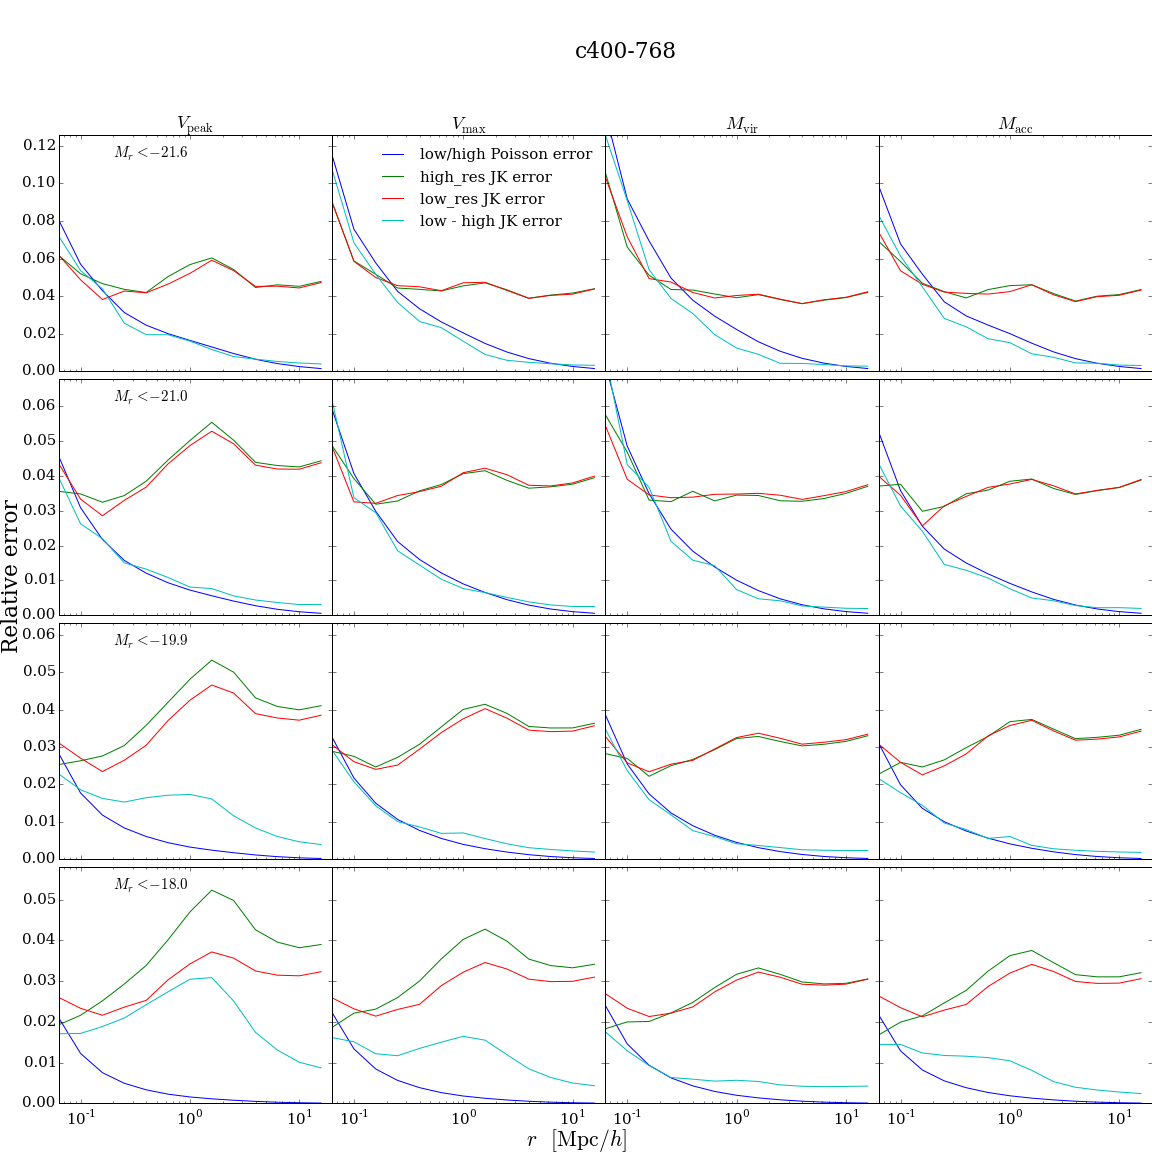 c400-768
V_peak V_max M_vir M_acc
0.12 M_r < −21.6 low/high Poisson error
0.10 high_res JK error
0.08 low_res JK error
0.06 low - high JK error
0.04
0.02
0.00
0.06 M_r < −21.0
0.05
0.04
0.03
0.02
0.01
0.00
Relative error
0.06 M_r < −19.9
0.05
0.04
0.03
0.02
0.01
0.00
0.05 M_r < −18.0
0.04
0.03
0.02
0.01
0.00
10^-1 10^0 10^1 10^-1 10^0 10^1 10^-1 10^0 10^1 10^-1 10^0 10^1
r [Mpc/h]